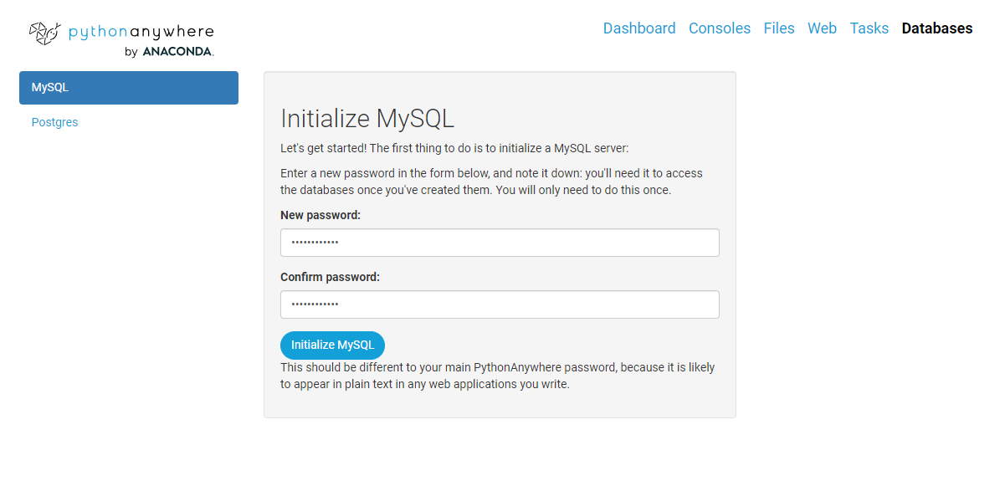 pythonanywhere
by ANACONDA.
Dashboard Consoles Files Web Tasks Databases
MySQL
Postgres
Initialize MySQL
Let's get started! The first thing to do is to initialize a MySQL server:
Enter a new password in the form below, and note it down: you'll need it to access
the databases once you've created them. You will only need to do this once.
New password:
••••••••••••
Confirm password:
••••••••••••
Initialize MySQL
This should be different to your main PythonAnywhere password, because it is likely
to appear in plain text in any web applications you write.